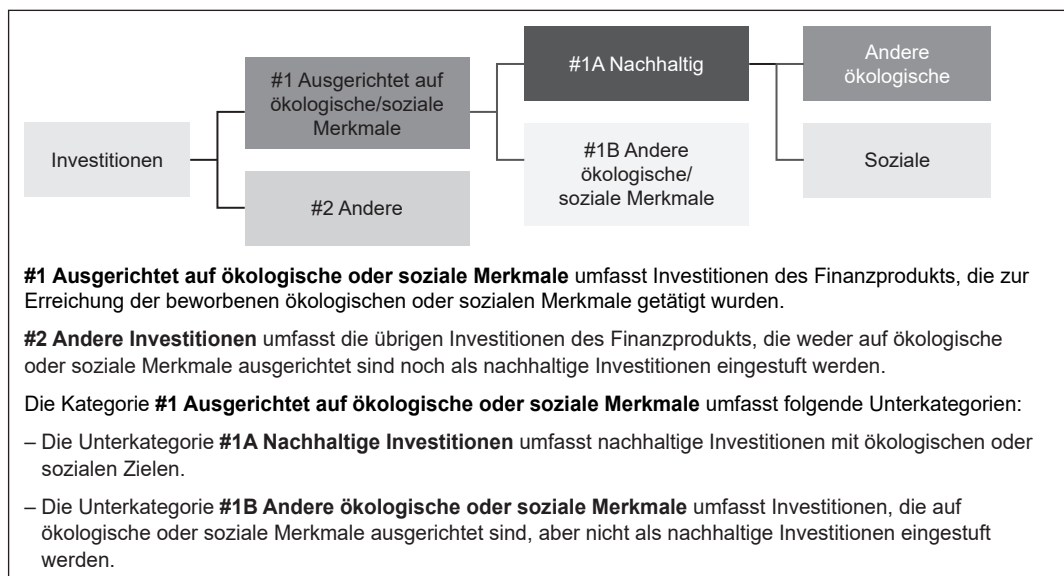 Investitionen
#1 Ausgerichtet auf
ökologische/soziale
Merkmale
#2 Andere
#1A Nachhaltig
#1B Andere
ökologische/
soziale Merkmale
Andere
ökologische
Soziale
#1 Ausgerichtet auf ökologische oder soziale Merkmale umfasst Investitionen des Finanzprodukts, die zur
Erreichung der beworbenen ökologischen oder sozialen Merkmale getätigt wurden.
#2 Andere Investitionen umfasst die übrigen Investitionen des Finanzprodukts, die weder auf ökologische
oder soziale Merkmale ausgerichtet sind noch als nachhaltige Investitionen eingestuft werden.
Die Kategorie #1 Ausgerichtet auf ökologische oder soziale Merkmale umfasst folgende Unterkategorien:
– Die Unterkategorie #1A Nachhaltige Investitionen umfasst nachhaltige Investitionen mit ökologischen oder
sozialen Zielen.
– Die Unterkategorie #1B Andere ökologische oder soziale Merkmale umfasst Investitionen, die auf
ökologische oder soziale Merkmale ausgerichtet sind, aber nicht als nachhaltige Investitionen eingestuft
werden.